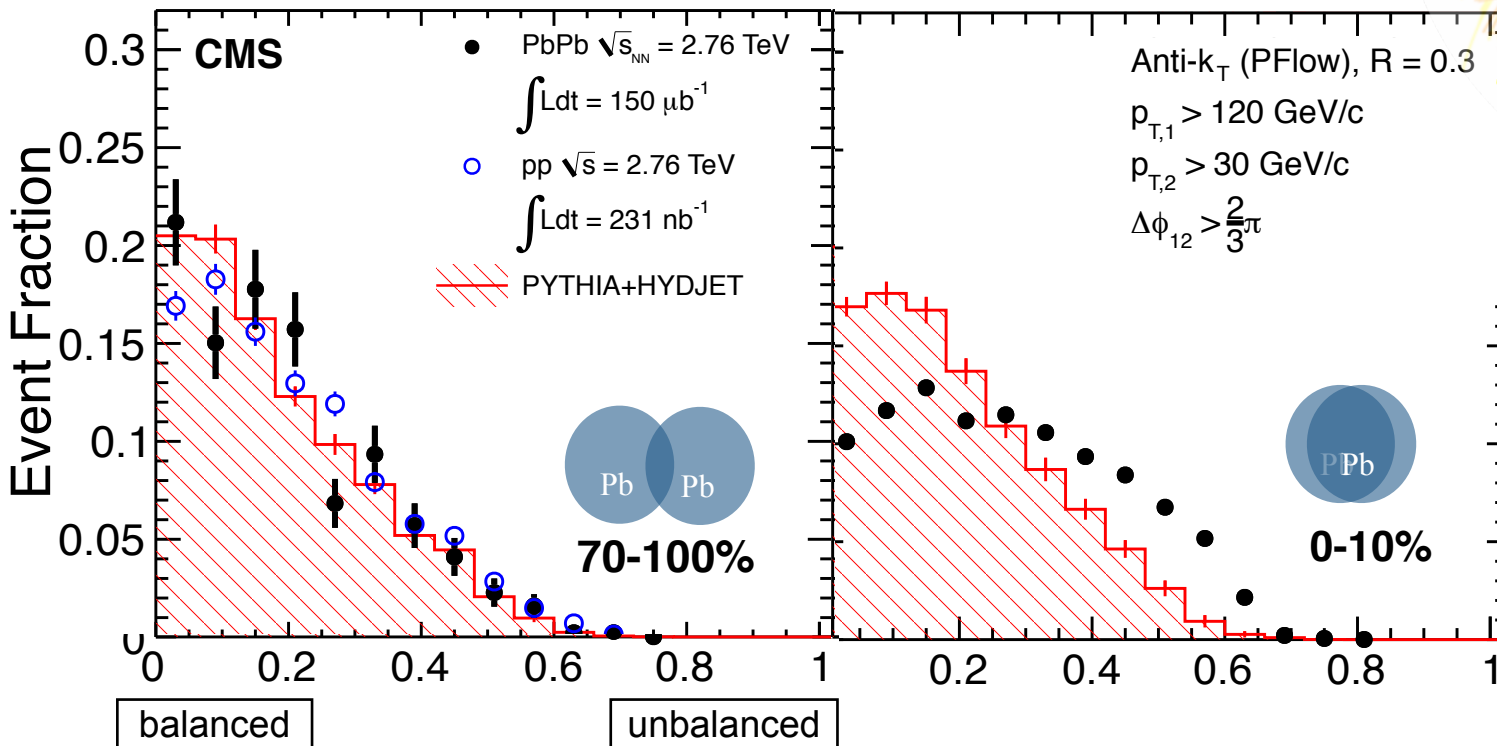 CMS
PbPb √s_NN = 2.76 TeV
∫Ldt = 150 μb⁻¹
pp √s = 2.76 TeV
∫Ldt = 231 nb⁻¹
PYTHIA+HYDJET
Anti-k_T (PFlow), R = 0.3
p_T,1 > 120 GeV/c
p_T,2 > 30 GeV/c
Δϕ_12 > 2/3 π
Event Fraction
0.3
0.25
0.2
0.15
0.1
0.05
0
Pb Pb
70-100%
Pb Pb
0-10%
0 0.2 0.4 0.6 0.8 1
0.2 0.4 0.6 0.8 1
balanced
unbalanced